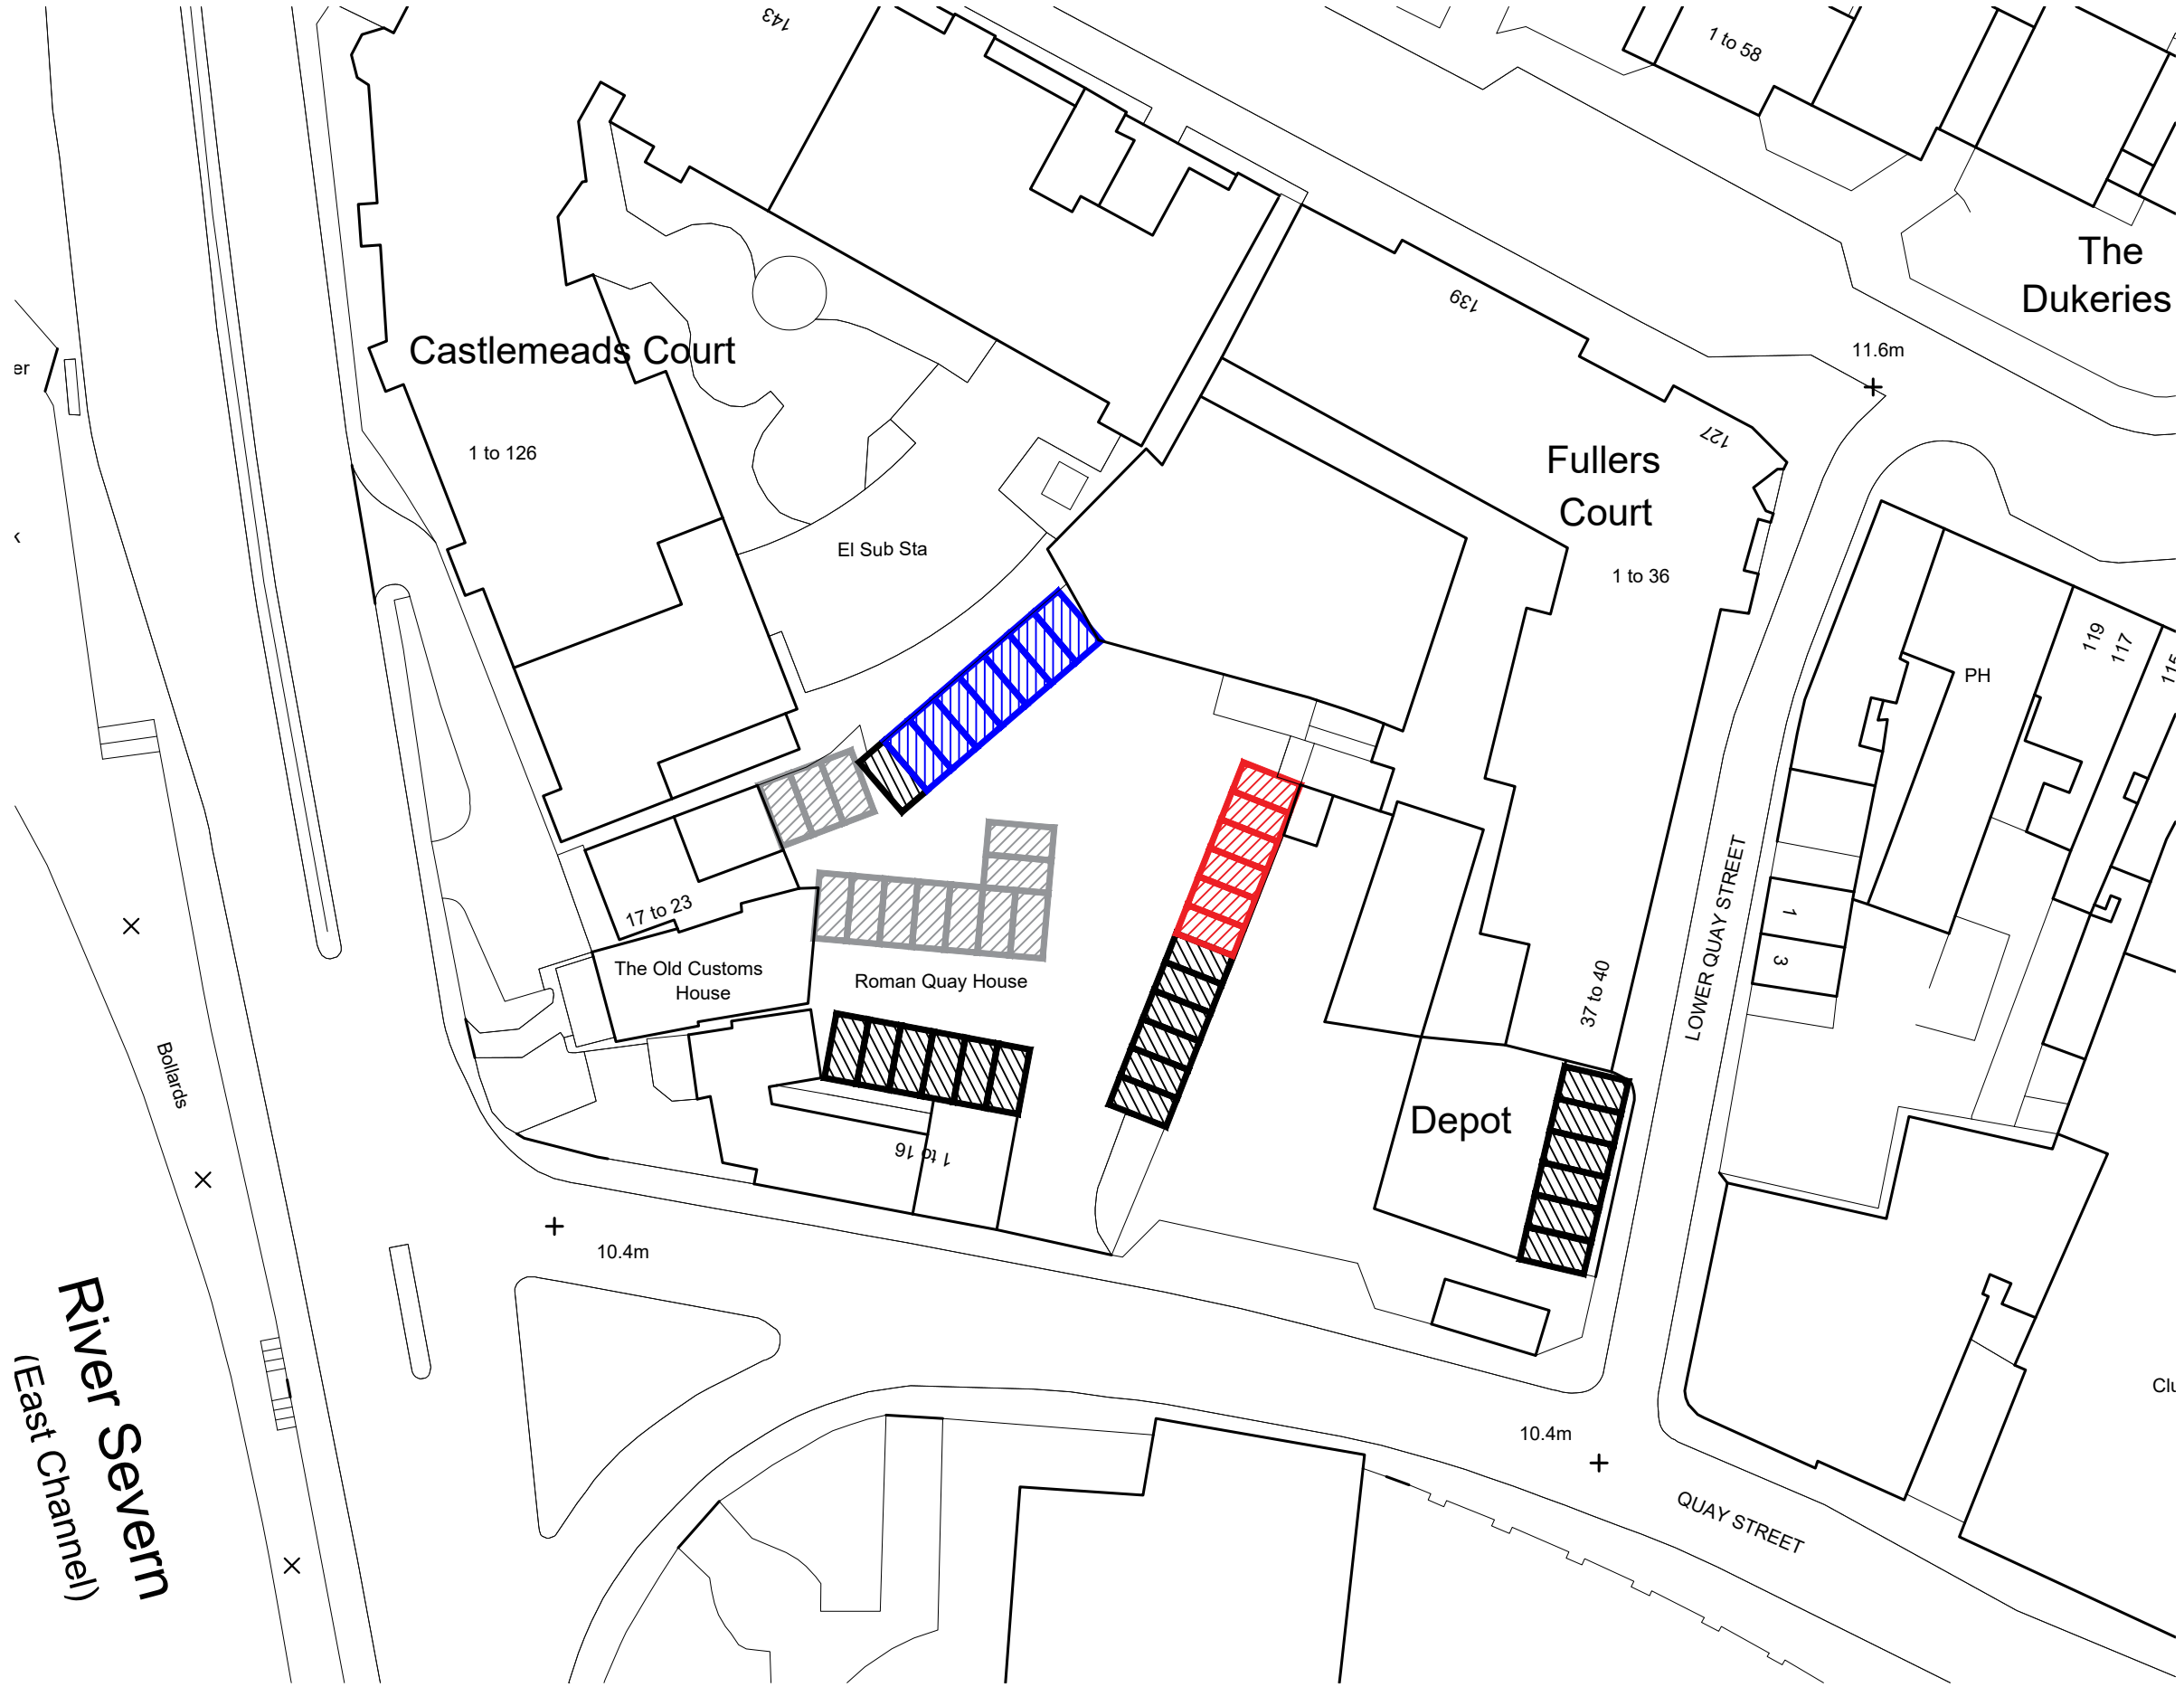 143
1 to 58
The
Dukeries
139
11.6m
er
Castlemeads Court
127
1 to 126
Fullers
Court
El Sub Sta
1 to 36
119
117
115
PH
LOWER QUAY STREET
17 to 23
1
3
The Old Customs
House
Roman Quay House
37 to 40
Bollards
Depot
1 to 16
10.4m
River Severn
(East Channel)
10.4m
QUAY STREET
Clu